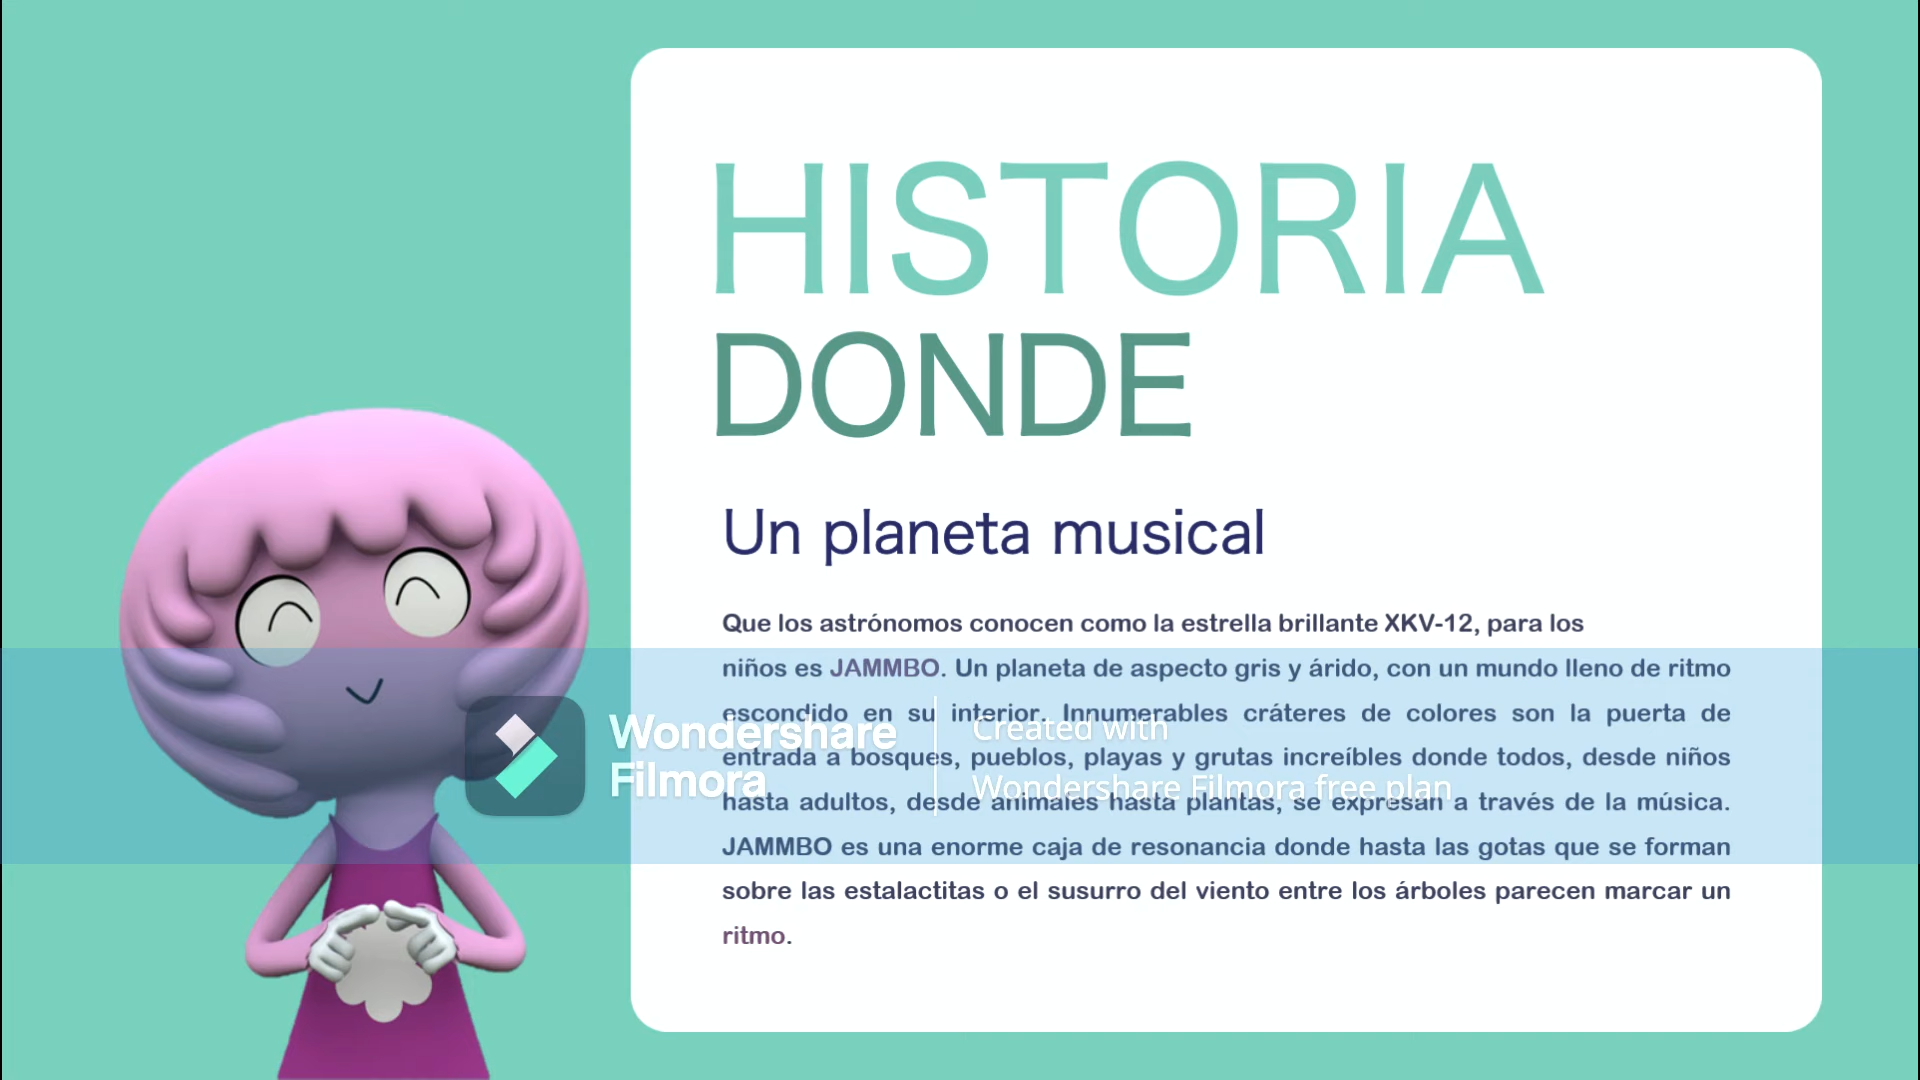 HISTORIA
DONDE
Un planeta musical
Que los astrónomos conocen como la estrella brillante XKV-12, para los
niños es JAMMBO. Un planeta de aspecto gris y árido, con un mundo lleno de ritmo
escondido en su interior. Innumerables cráteres de colores son la puerta de
entrada a bosques, pueblos, playas y grutas increíbles donde todos, desde niños
hasta adultos, desde animales hasta plantas, se expresan a través de la música.
JAMMBO es una enorme caja de resonancia donde hasta las gotas que se forman
sobre las estalactitas o el susurro del viento entre los árboles parecen marcar un
ritmo.
Wondershare
Filmora
Created with
Wondershare Filmora free plan